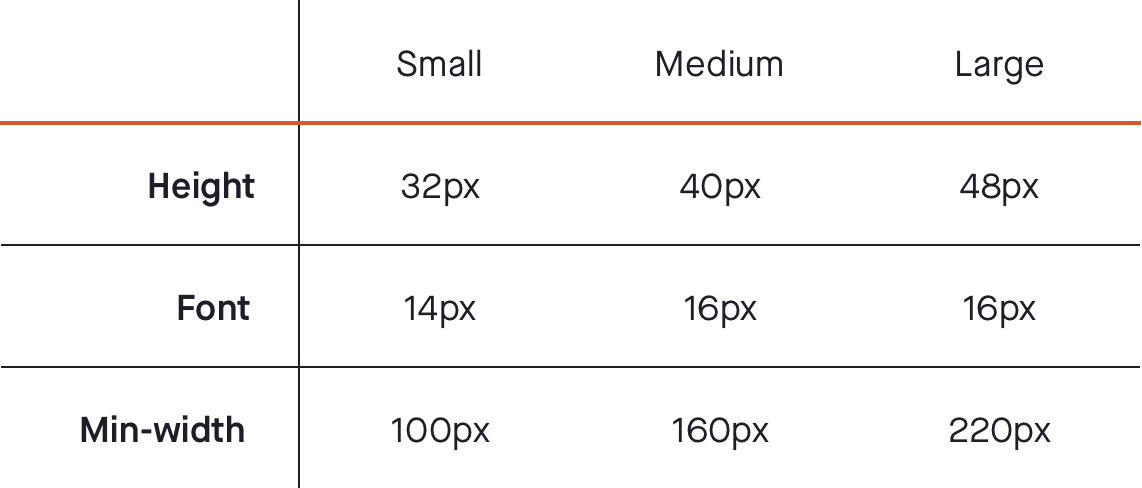 Small Medium Large
Height 32px 40px 48px
Font 14px 16px 16px
Min-width 100px 160px 220px